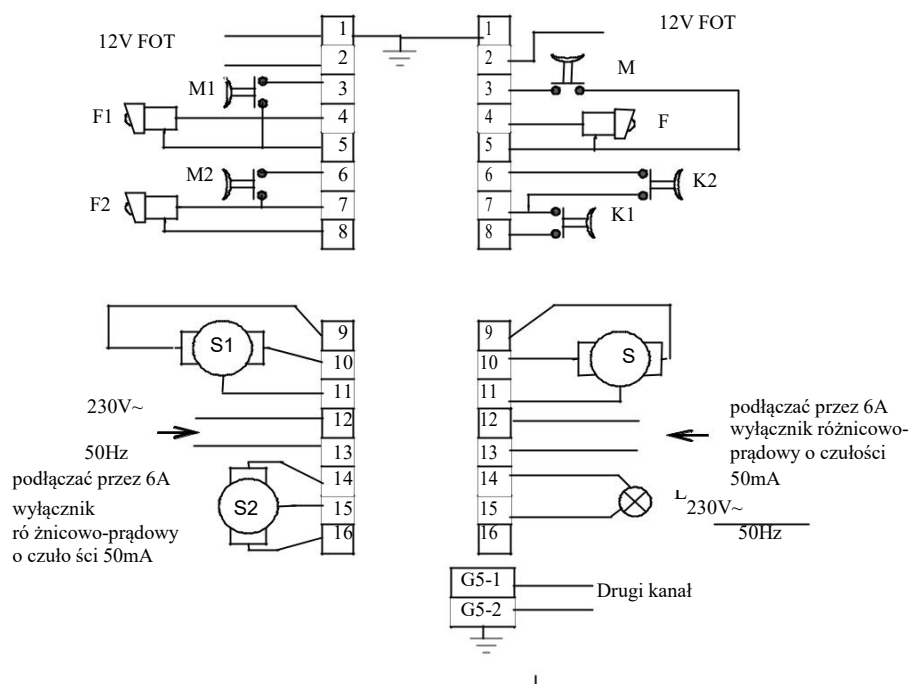 12V FOT
1
2
3
4
5
6
7
8
M1
F1
M2
F2
1
2
3
4
5
6
7
8
12V FOT
M
F
K2
K1
9
10
11
12
13
14
15
16
S1
230V~
50Hz
podłączać przez 6A
wyłącznik
ró żnicowo-prądowy
o czuło ści 50mA
S2
9
10
11
12
13
14
15
16
S
podłączać przez 6A
wyłącznik różnicowo-
prądowy o czułości
50mA
L
230V~
50Hz
G5-1
G5-2
Drugi kanał